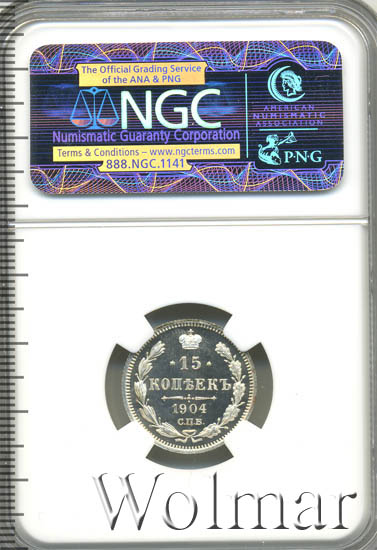 The Official Grading Service
of the ANA & PNG
NGC
Numismatic Guaranty Corporation
Terms & Conditions – www.ngcterms.com
888.NGC.1141
AMERICAN
NUMISMATIC
ASSOCIATION
PNG
15
КОПѢЕКЪ
1904
С.П.Б.
Wolmar